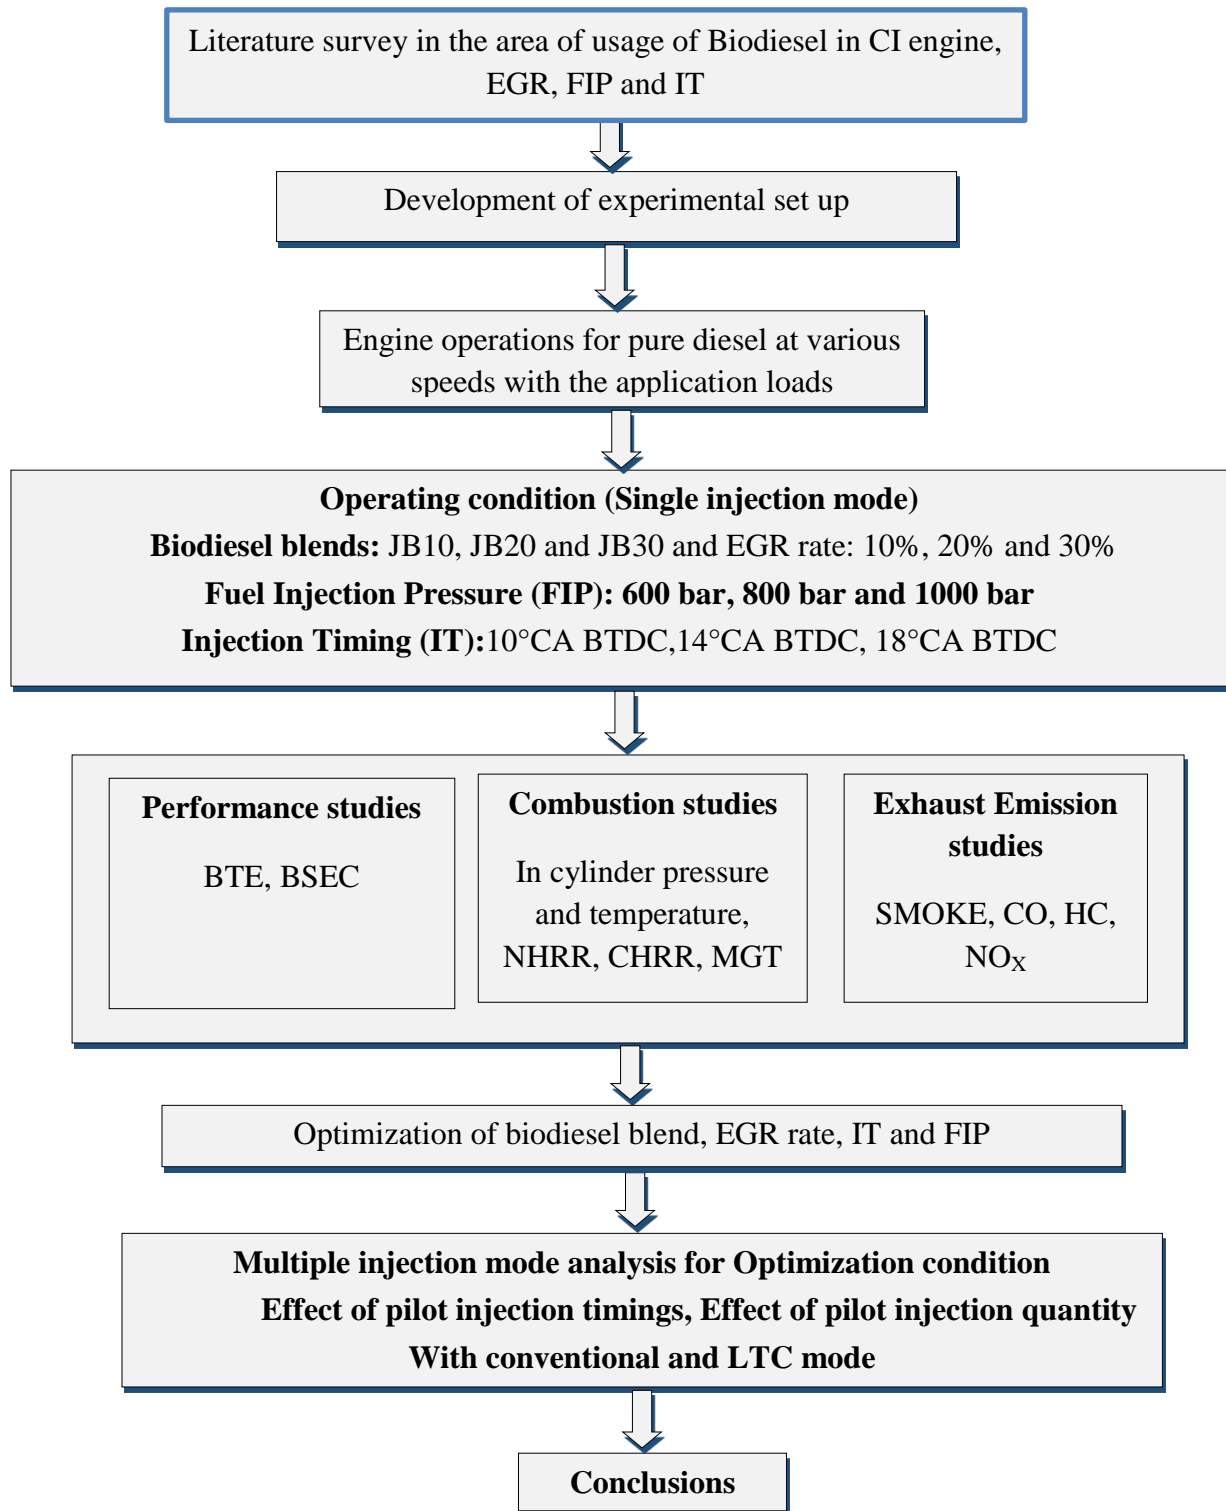 Literature survey in the area of usage of Biodiesel in CI engine,
EGR, FIP and IT
Development of experimental set up
Engine operations for pure diesel at various
speeds with the application loads
Operating condition (Single injection mode)
Biodiesel blends: JB10, JB20 and JB30 and EGR rate: 10%, 20% and 30%
Fuel Injection Pressure (FIP): 600 bar, 800 bar and 1000 bar
Injection Timing (IT):10°CA BTDC,14°CA BTDC, 18°CA BTDC
Performance studies
BTE, BSEC
Combustion studies
In cylinder pressure
and temperature,
NHRR, CHRR, MGT
Exhaust Emission
studies
SMOKE, CO, HC,
NOX
Optimization of biodiesel blend, EGR rate, IT and FIP
Multiple injection mode analysis for Optimization condition
Effect of pilot injection timings, Effect of pilot injection quantity
With conventional and LTC mode
Conclusions